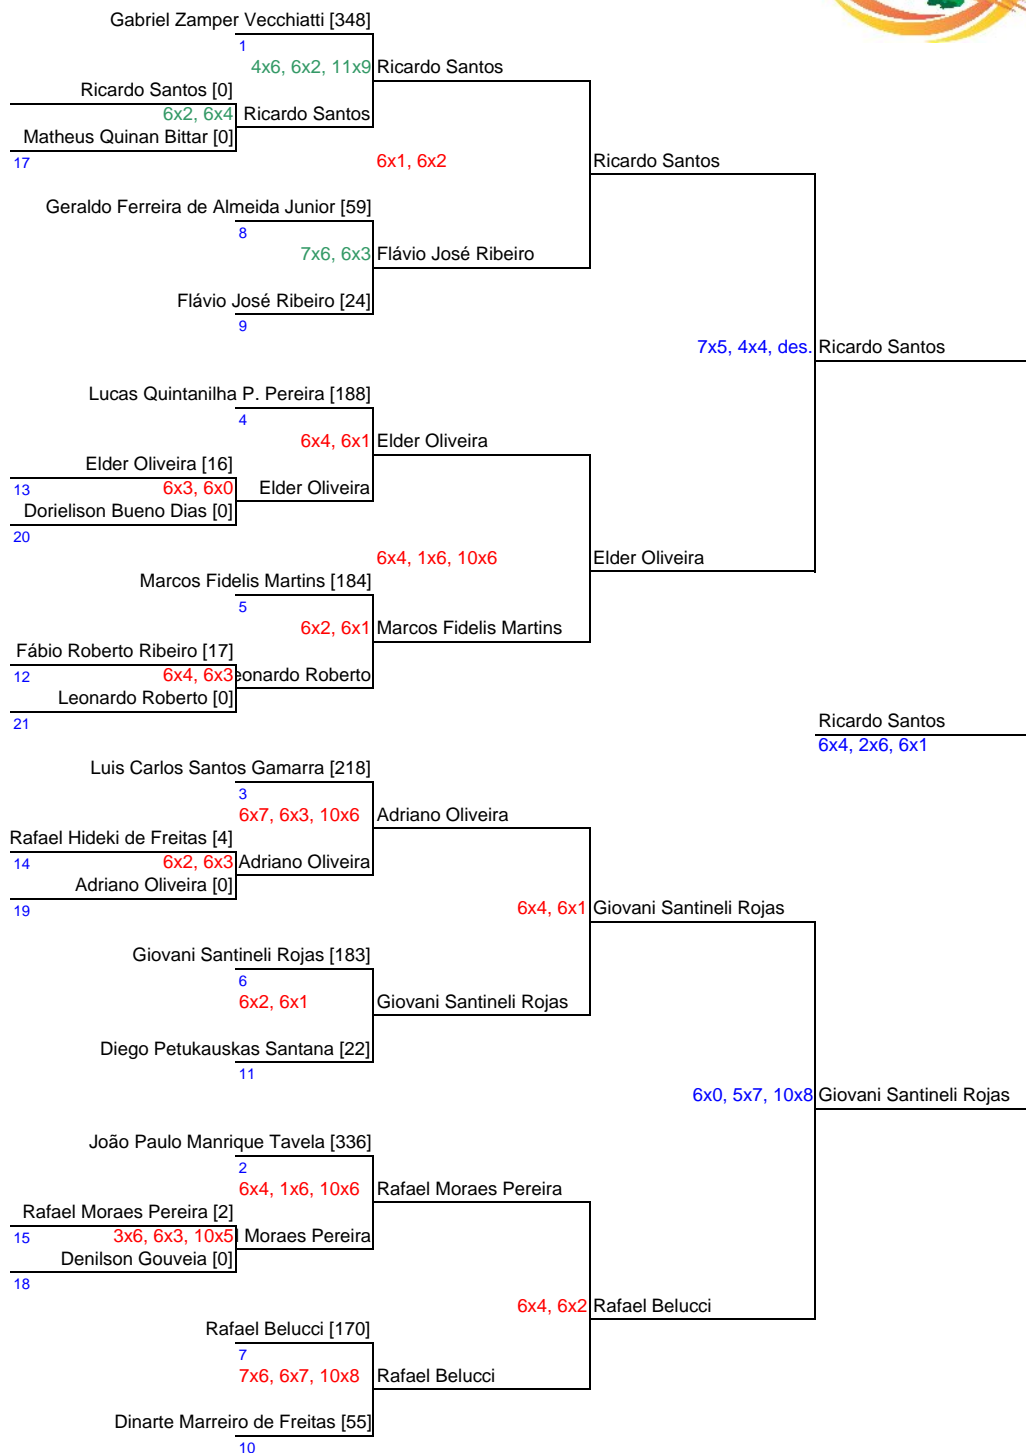 Gabriel Zamper Vecchiatti [348]
1
4x6, 6x2, 11x9 Ricardo Santos
Ricardo Santos [0]
6x2, 6x4 Ricardo Santos
Matheus Quinan Bittar [0]
17
6x1, 6x2 Ricardo Santos
Geraldo Ferreira de Almeida Junior [59]
8
7x6, 6x3 Flávio José Ribeiro
Flávio José Ribeiro [24]
9
7x5, 4x4, des. Ricardo Santos
Lucas Quintanilha P. Pereira [188]
4
6x4, 6x1 Elder Oliveira
Elder Oliveira [16]
13 6x3, 6x0 Elder Oliveira
Dorielison Bueno Dias [0]
20
6x4, 1x6, 10x6 Elder Oliveira
Marcos Fidelis Martins [184]
5
6x2, 6x1 Marcos Fidelis Martins
Fábio Roberto Ribeiro [17]
12 6x4, 6x3 eonardo Roberto
Leonardo Roberto [0]
21
Ricardo Santos
6x4, 2x6, 6x1
Luis Carlos Santos Gamarra [218]
3
6x7, 6x3, 10x6 Adriano Oliveira
Rafael Hideki de Freitas [4]
14 6x2, 6x3 Adriano Oliveira
Adriano Oliveira [0]
19
6x4, 6x1 Giovani Santineli Rojas
Giovani Santineli Rojas [183]
6
6x2, 6x1 Giovani Santineli Rojas
Diego Petukauskas Santana [22]
11
6x0, 5x7, 10x8 Giovani Santineli Rojas
João Paulo Manrique Tavela [336]
2
6x4, 1x6, 10x6 Rafael Moraes Pereira
Rafael Moraes Pereira [2]
15 3x6, 6x3, 10x5 l Moraes Pereira
Denilson Gouveia [0]
18
6x4, 6x2 Rafael Belucci
Rafael Belucci [170]
7
7x6, 6x7, 10x8 Rafael Belucci
Dinarte Marreiro de Freitas [55]
10